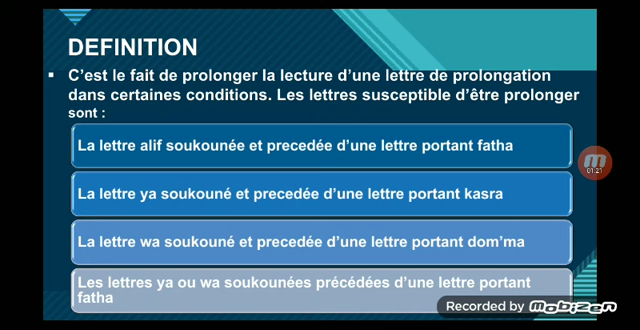 DEFINITION
▪ C'est le fait de prolonger la lecture d'une lettre de prolongation
dans certaines conditions. Les lettres susceptible d'être prolonger
sont :
La lettre alif soukounée et precedée d'une lettre portant fatha
La lettre ya soukouné et precedée d'une lettre portant kasra
La lettre wa soukouné et precedée d'une lettre portant dom'ma
Les lettres ya ou wa soukounées précédées d'une lettre portant
fatha
01:21
Recorded by Mobizen